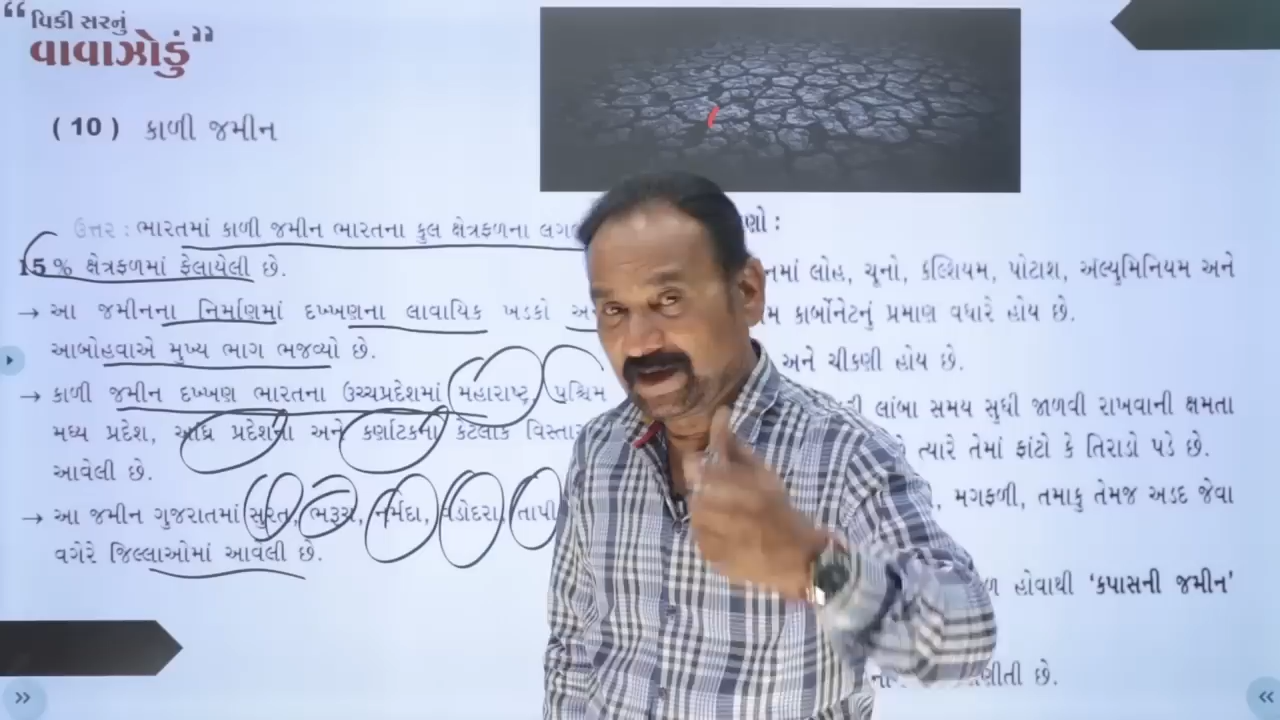 “ વિકી સરનું
વાવાઝોડું ”
( 10 ) કાળી જમીન
ઉત્તર : ભારતમાં કાળી જમીન ભારતના કુલ ક્ષેત્રફળના લગ
15 % ક્ષેત્રફળમાં ફેલાયેલી છે.
→ આ જમીનના નિર્માણમાં દખ્ખણના લાવાયિક ખડકો અ
આબોહવાએ મુખ્ય ભાગ ભજવ્યો છે.
→ કાળી જમીન દખ્ખણ ભારતના ઉચ્ચપ્રદેશમાં મહારાષ્ટ્ર, પશ્ચિમ
મધ્ય પ્રદેશ, આંધ્ર પ્રદેશના અને કર્ણાટકના કેટલાક વિસ્તાર
આવેલી છે.
→ આ જમીન ગુજરાતમાં સુરત, ભરૂચ, નર્મદા, વડોદરા, તાપી
વગેરે જિલ્લાઓમાં આવેલી છે.
ણો :
નમાં લોહ, ચૂનો, કેલ્શિયમ, પોટાશ, અલ્યુમિનિયમ અને
મ કાર્બોનેટનું પ્રમાણ વધારે હોય છે.
અને ચીકણી હોય છે.
લાંબા સમય સુધી જાળવી રાખવાની ક્ષમતા
ત્યારે તેમાં ફાંટો કે તિરાડો પડે છે.
, મગફળી, તમાકુ તેમજ અડદ જેવા
ળ હોવાથી ‘કપાસની જમીન’
ણીતી છે.